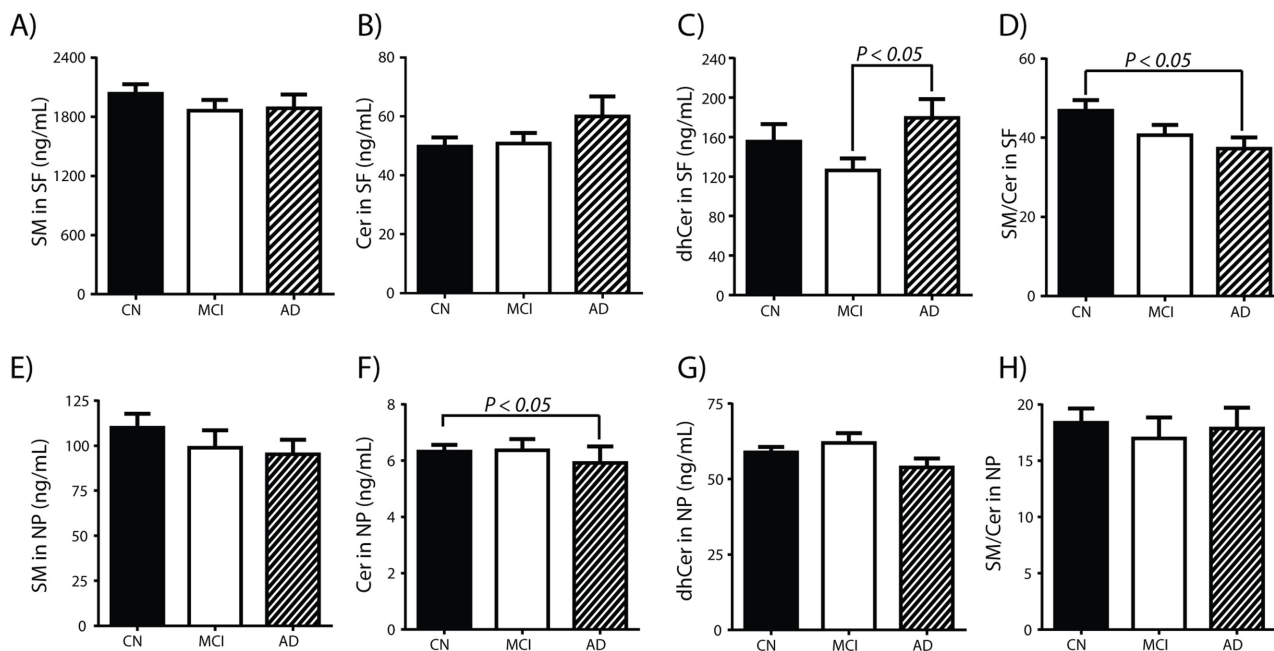 A)
SM in SF (ng/mL)
2400
1800
1200
600
0
CN MCI AD
B)
Cer in SF (ng/mL)
80
60
40
20
0
CN MCI AD
C)
dhCer in SF (ng/mL)
240
200
160
120
80
40
0
P < 0.05
CN MCI AD
D)
SM/Cer in SF
60
40
20
0
P < 0.05
CN MCI AD
E)
SM in NP (ng/mL)
125
100
75
50
25
0
CN MCI AD
F)
Cer in NP (ng/mL)
8
6
4
2
0
P < 0.05
CN MCI AD
G)
dhCer in NP (ng/mL)
75
50
25
0
CN MCI AD
H)
SM/Cer in NP
20
15
10
5
0
CN MCI AD